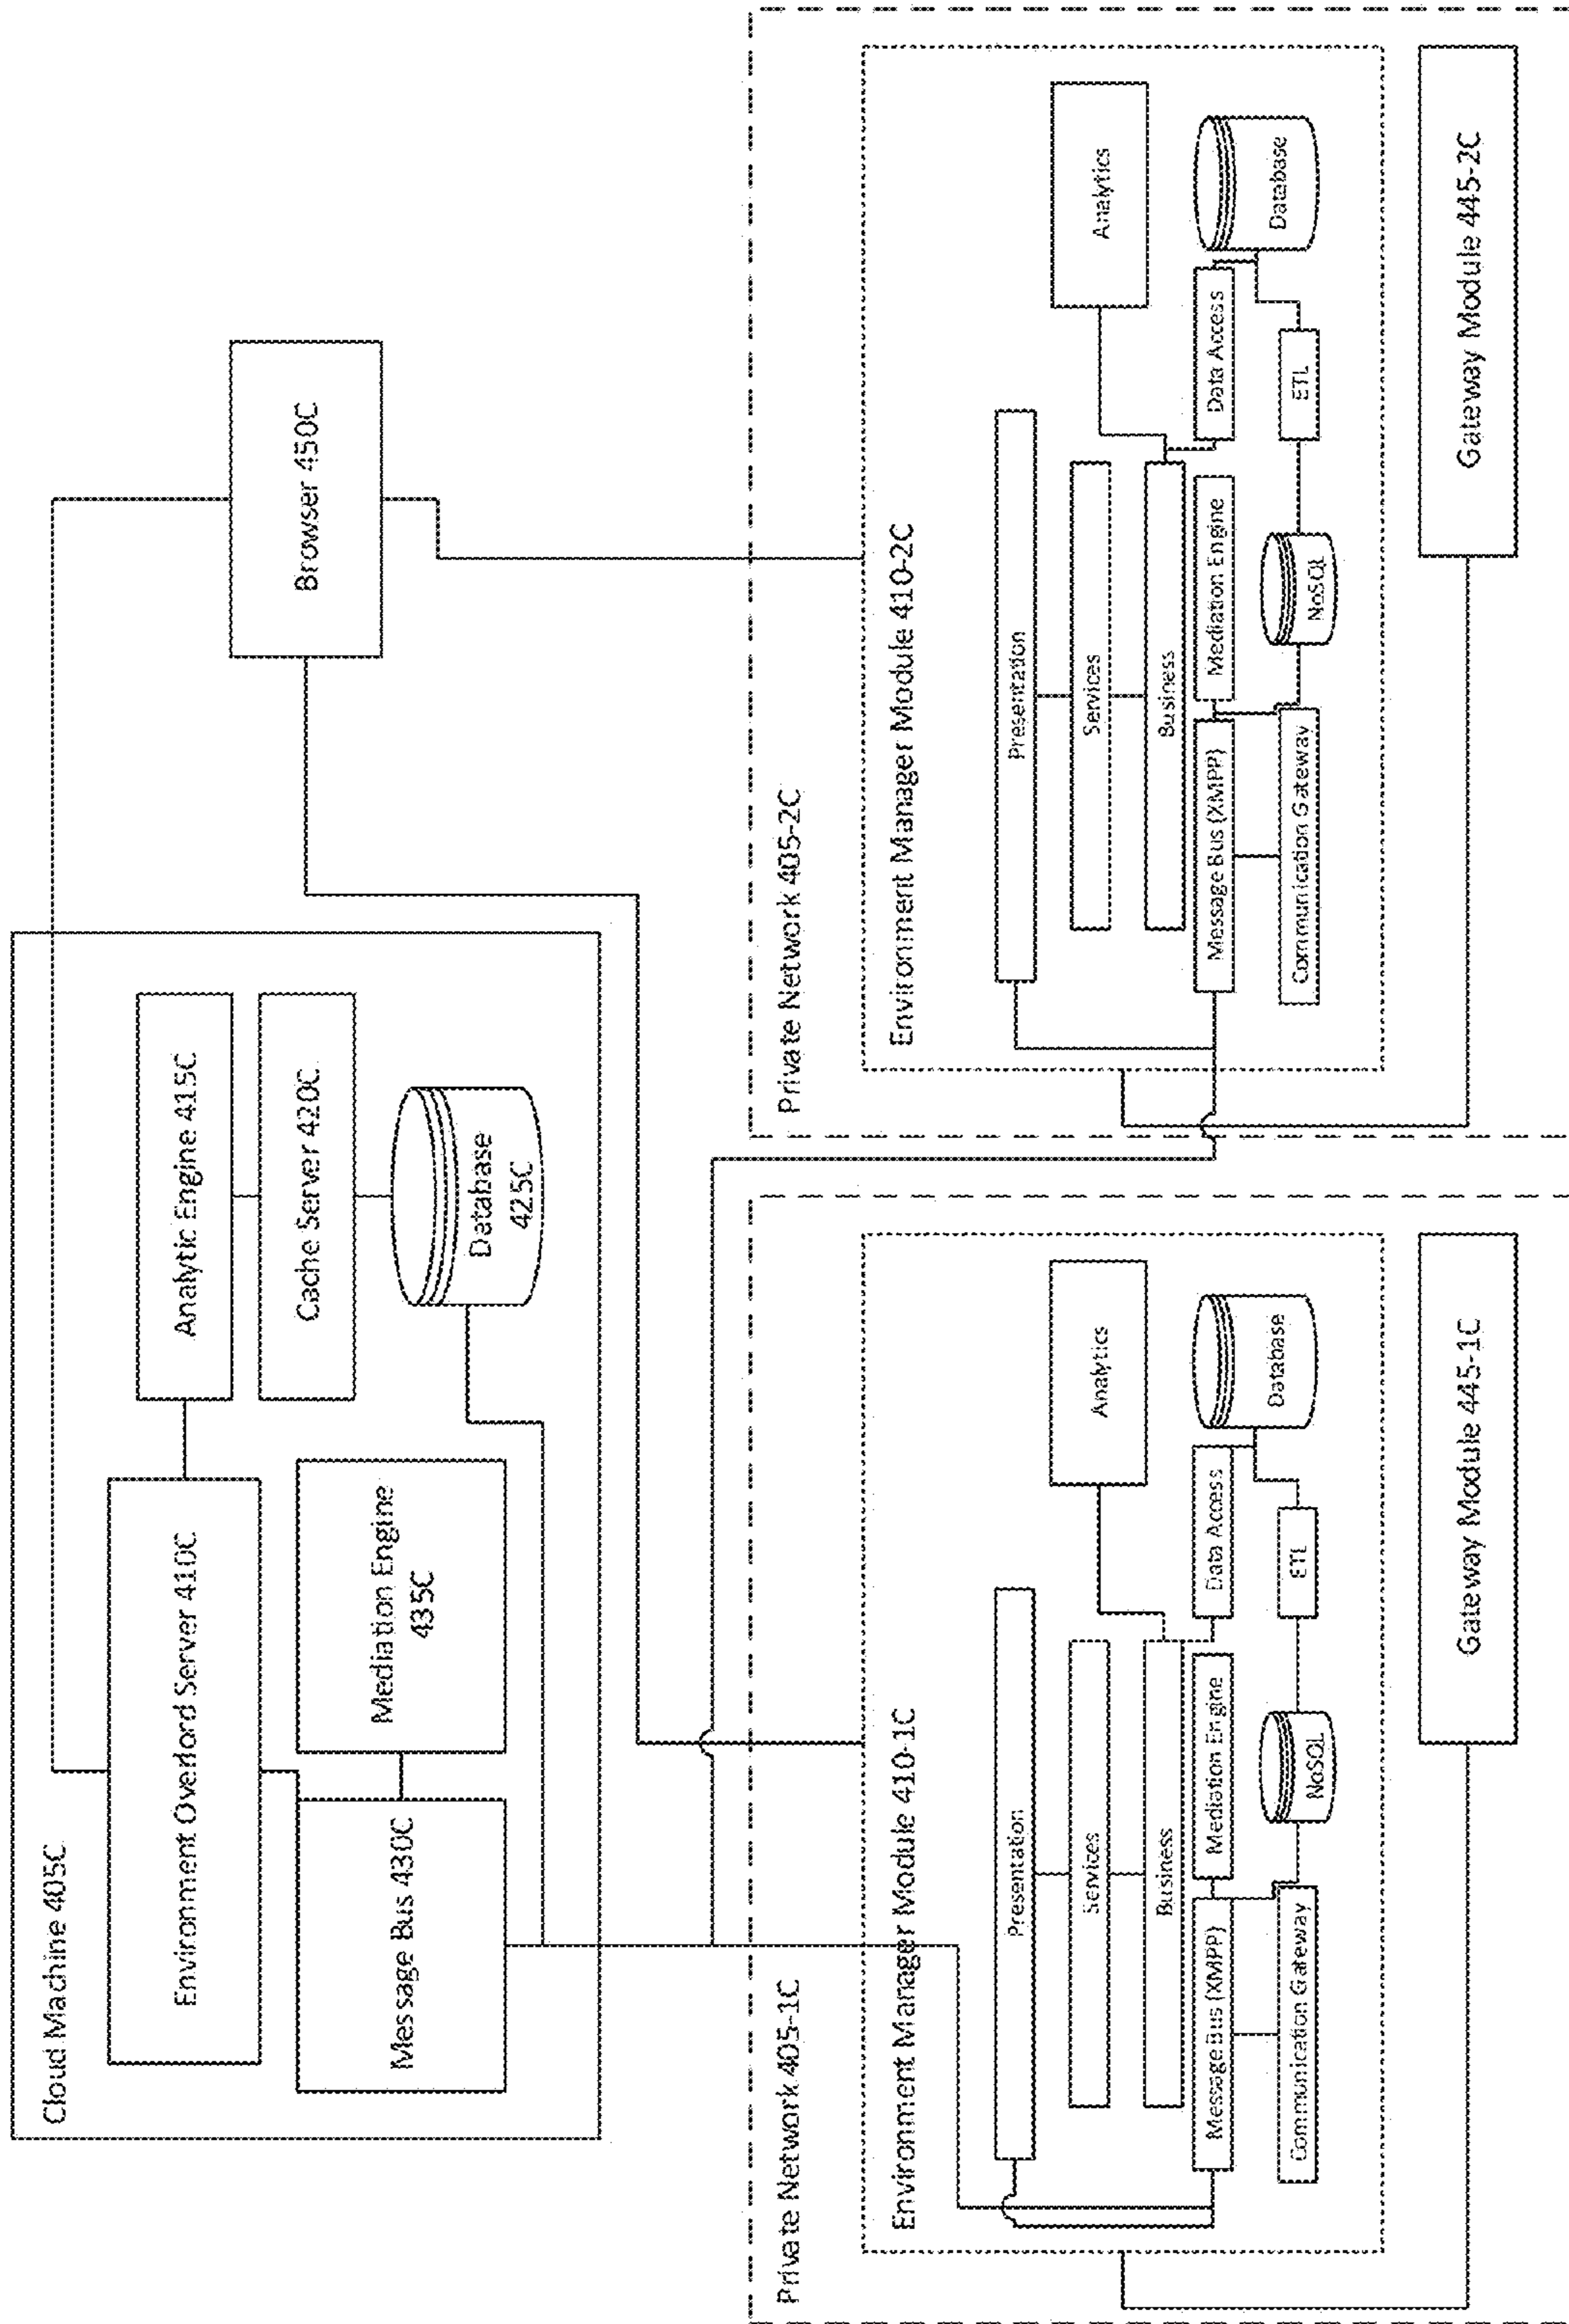 Cloud Machine 405C
Environment Overlord Server 410C
Analytic Engine 415C
Cache Server 420C
Message Bus 430C
Mediation Engine
435C
Database
425C
Browser 450C
Private Network 405-1C
Environment Manager Module 410-1C
Presentation
Analytics
Services
Business
Message Bus (XMPP)
Mediation Engine
Data Access
Database
Communication Gateway
NoSQL
ETL
Gateway Module 445-1C
Private Network 405-2C
Environment Manager Module 410-2C
Presentation
Analytics
Services
Business
Message Bus (XMPP)
Mediation Engine
Data Access
Database
Communication Gateway
NoSQL
ETL
Gateway Module 445-2C